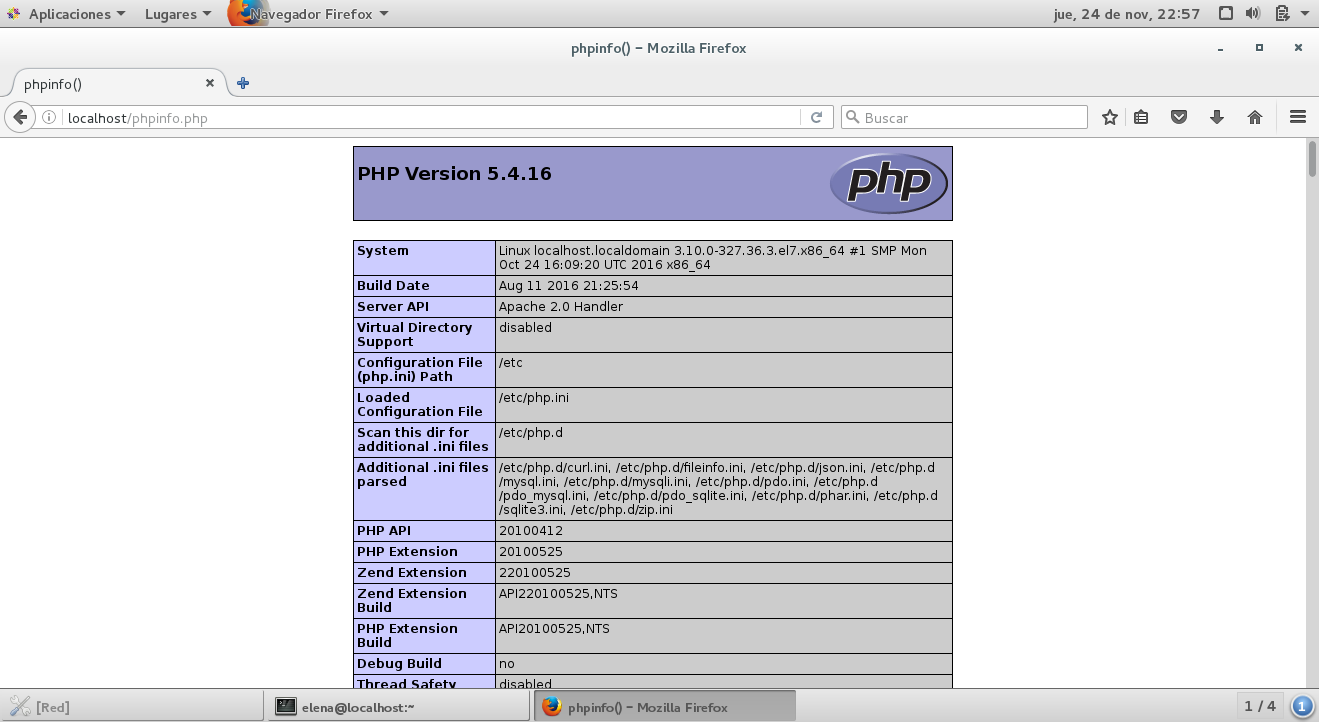 Aplicaciones Lugares Navegador Firefox jue, 24 de nov, 22:57
phpinfo() - Mozilla Firefox
phpinfo()
localhost/phpinfo.php Buscar
PHP Version 5.4.16 php
System Linux localhost.localdomain 3.10.0-327.36.3.el7.x86_64 #1 SMP Mon
Oct 24 16:09:20 UTC 2016 x86_64
Build Date Aug 11 2016 21:25:54
Server API Apache 2.0 Handler
Virtual Directory disabled
Support
Configuration File /etc
(php.ini) Path
Loaded /etc/php.ini
Configuration File
Scan this dir for /etc/php.d
additional .ini files
Additional .ini files /etc/php.d/curl.ini, /etc/php.d/fileinfo.ini, /etc/php.d/json.ini, /etc/php.d
parsed /mysql.ini, /etc/php.d/mysqli.ini, /etc/php.d/pdo.ini, /etc/php.d
/pdo_mysql.ini, /etc/php.d/pdo_sqlite.ini, /etc/php.d/phar.ini, /etc/php.d
/sqlite3.ini, /etc/php.d/zip.ini
PHP API 20100412
PHP Extension 20100525
Zend Extension 220100525
Zend Extension API220100525,NTS
Build
PHP Extension API20100525,NTS
Build
Debug Build no
Thread Safety disabled
[Red] elena@localhost:~ phpinfo() - Mozilla Firefox 1 / 4 1